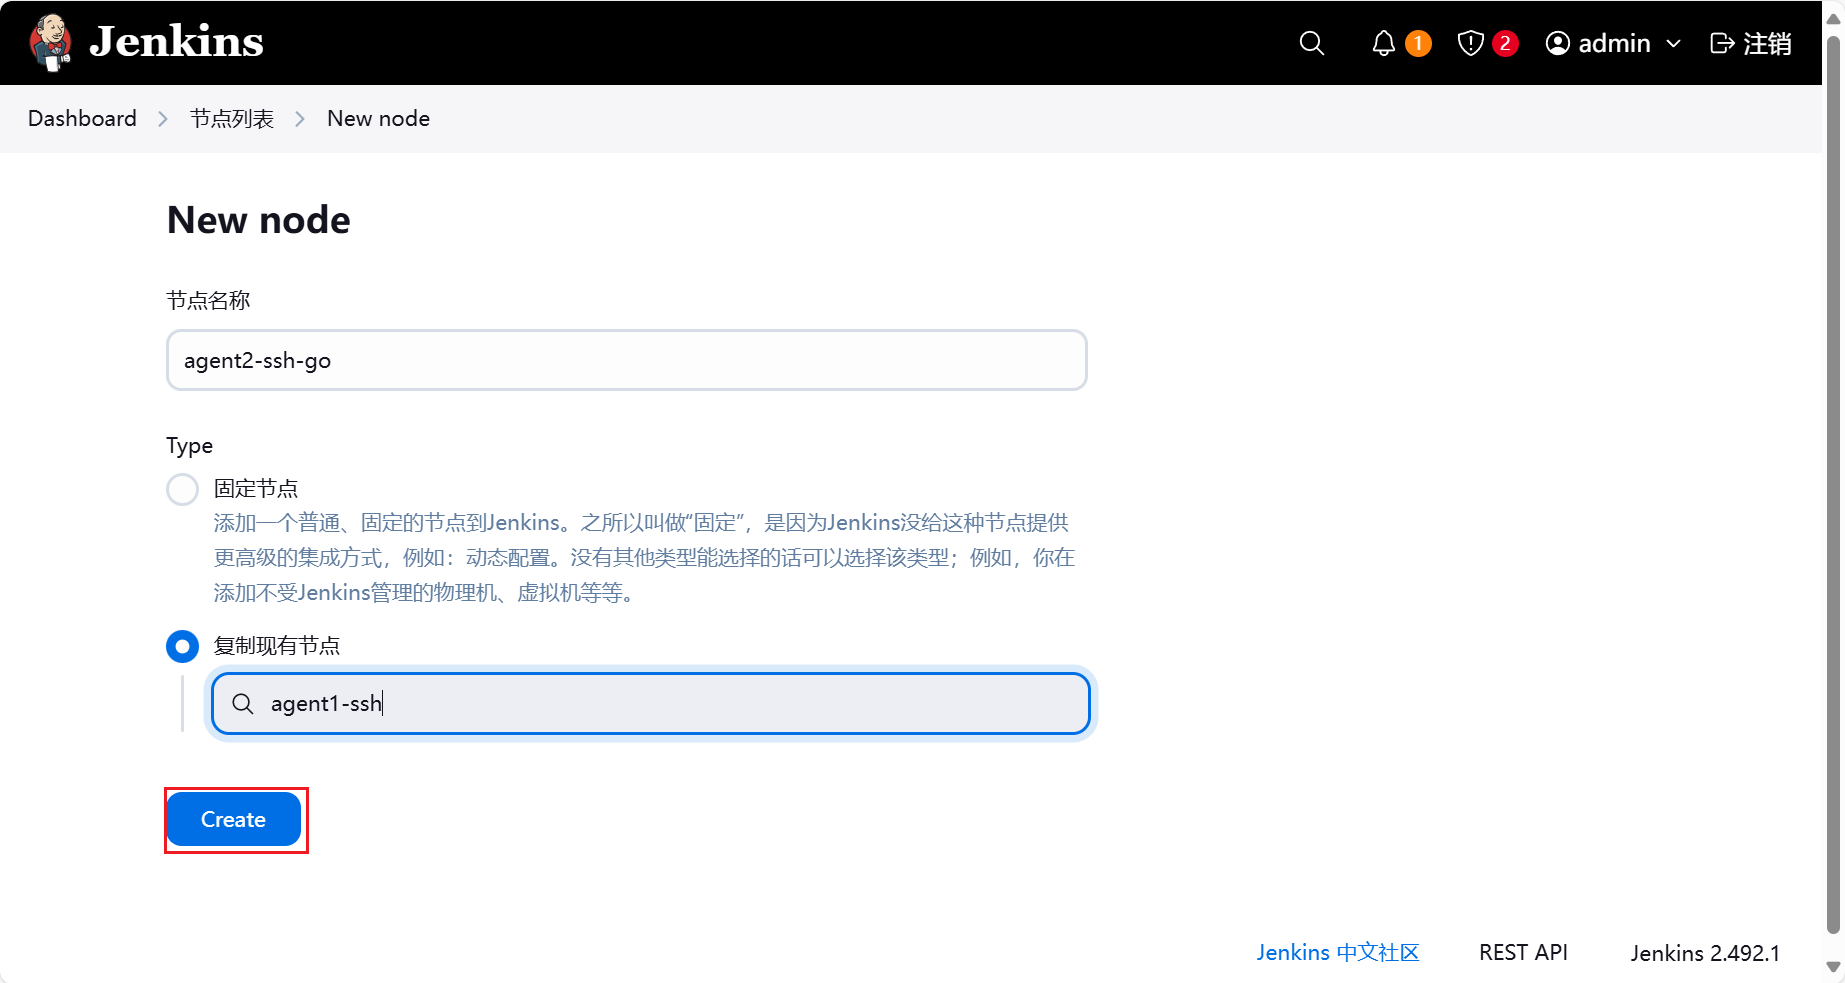 Jenkins
1
2
admin
注销
Dashboard
节点列表
New node
New node
节点名称
agent2-ssh-go
Type
固定节点
添加一个普通、固定的节点到Jenkins。之所以叫做“固定”，是因为Jenkins没给这种节点提供
更高级的集成方式，例如：动态配置。没有其他类型能选择的话可以选择该类型；例如，你在
添加不受Jenkins管理的物理机、虚拟机等等。
复制现有节点
agent1-ssh
Create
Jenkins 中文社区
REST API
Jenkins 2.492.1